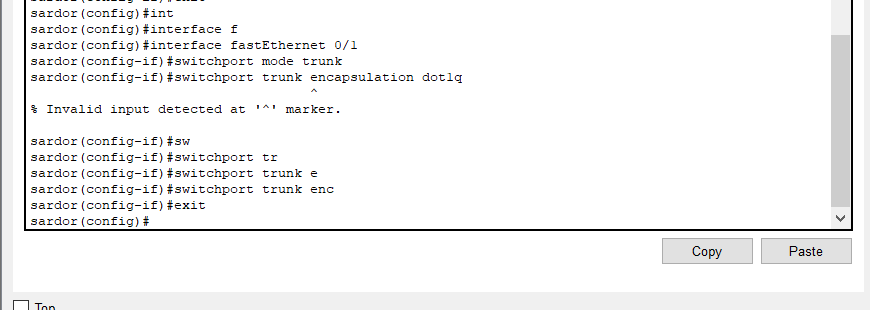 sardor(config)#int
sardor(config)#interface f
sardor(config)#interface fastEthernet 0/1
sardor(config-if)#switchport mode trunk
sardor(config-if)#switchport trunk encapsulation dot1q
^
% Invalid input detected at '^' marker.
sardor(config-if)#sw
sardor(config-if)#switchport tr
sardor(config-if)#switchport trunk e
sardor(config-if)#switchport trunk enc
sardor(config-if)#exit
sardor(config)#
Copy
Paste
Top